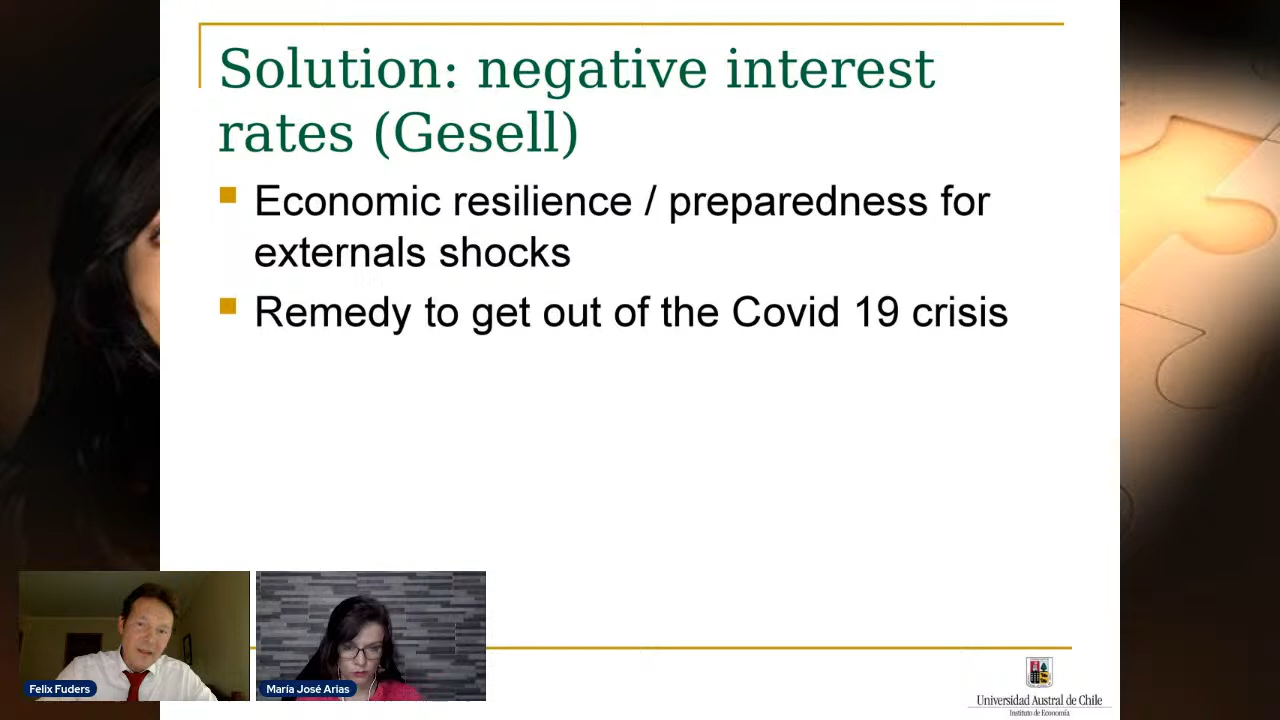 Solution: negative interest
rates (Gesell)
Economic resilience / preparedness for
externals shocks
Remedy to get out of the Covid 19 crisis
Felix Fuders
María José Arias
Universidad Austral de Chile
Instituto de Economía